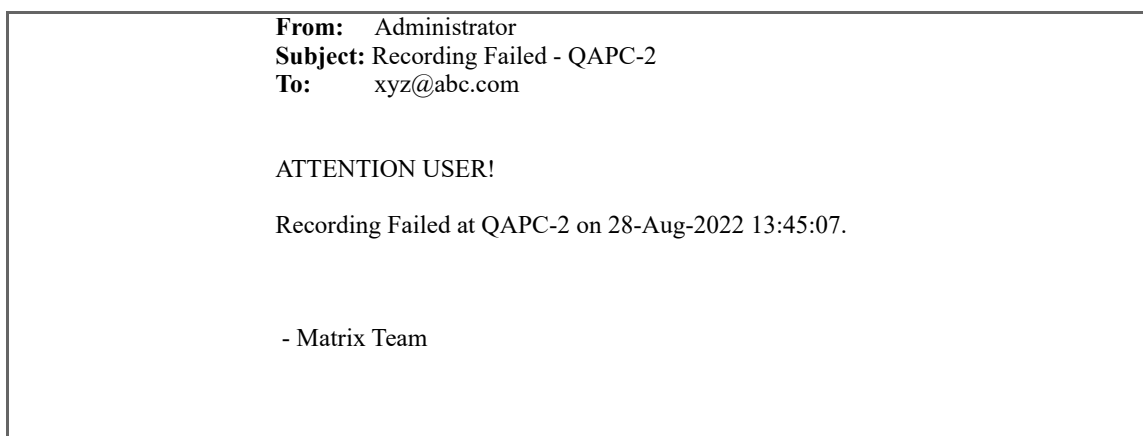 From: Administrator
Subject: Recording Failed - QAPC-2
To: xyz@abc.com
ATTENTION USER!
Recording Failed at QAPC-2 on 28-Aug-2022 13:45:07.
- Matrix Team